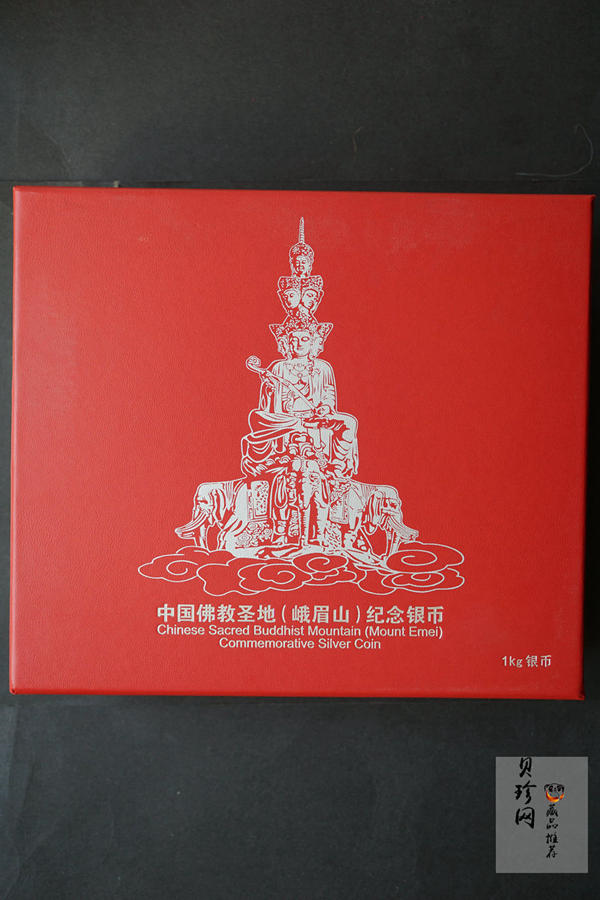 中国佛教圣地（峨眉山）纪念银币
Chinese Sacred Buddhist Mountain (Mount Emei)
Commemorative Silver Coin
1kg 银币
贝珍网
藏品推荐